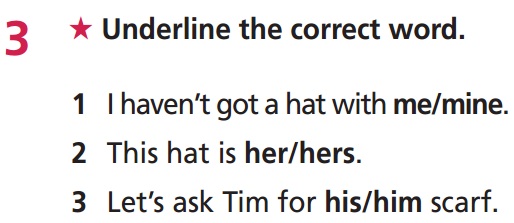 3 ★ Underline the correct word.
1 I haven't got a hat with me/mine.
2 This hat is her/hers.
3 Let's ask Tim for his/him scarf.